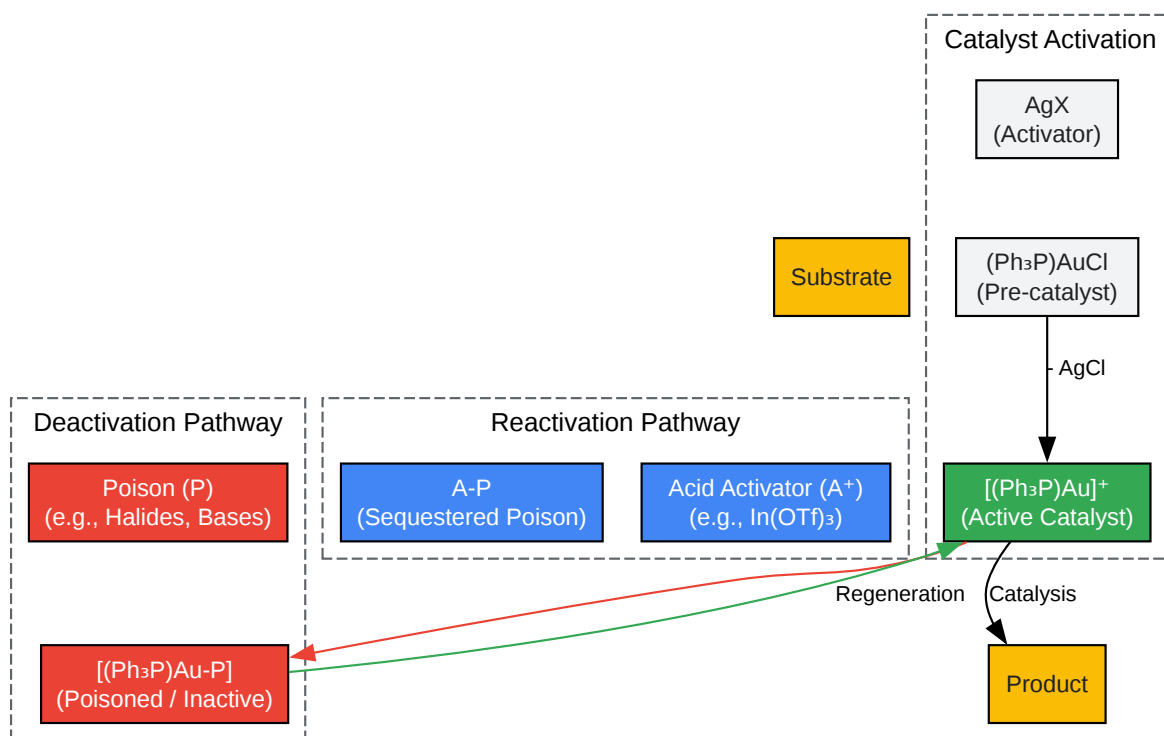 Catalyst Activation
AgX
(Activator)
Substrate
(Ph₃P)AuCl
(Pre-catalyst)
- AgCl
Deactivation Pathway
Reactivation Pathway
Poison (P)
(e.g., Halides, Bases)
A-P
(Sequestered Poison)
Acid Activator (A⁺)
(e.g., In(OTf)₃)
[(Ph₃P)Au]⁺
(Active Catalyst)
Regeneration
Catalysis
[(Ph₃P)Au-P]
(Poisoned / Inactive)
Product